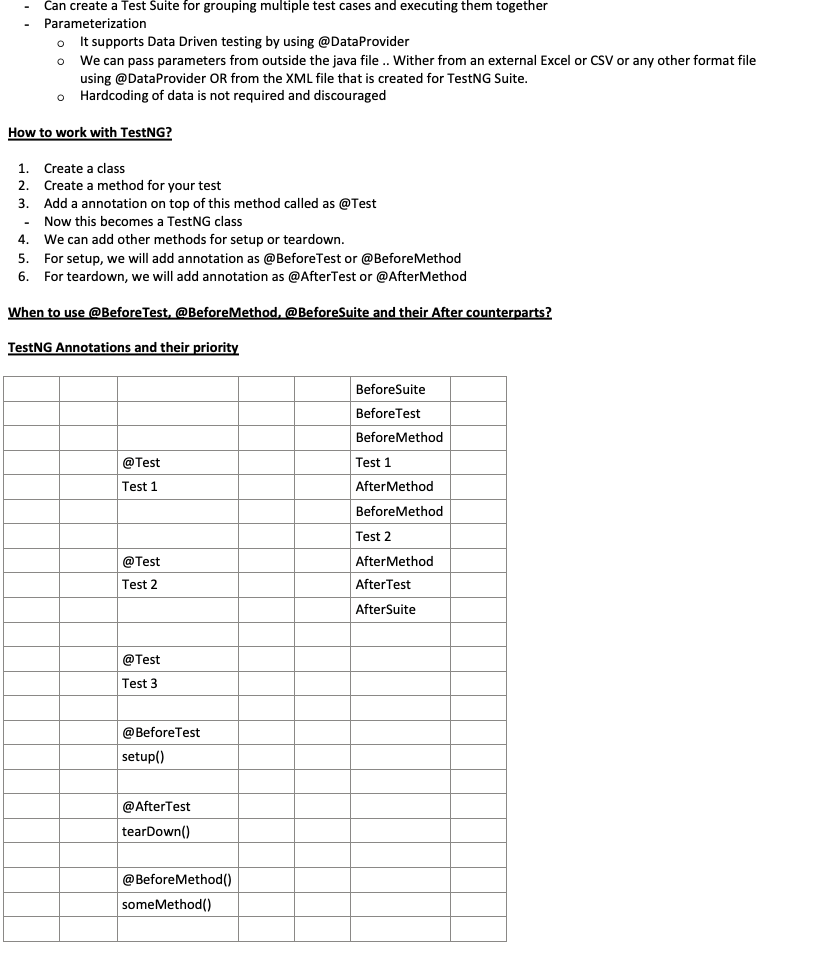 - Can create a Test Suite for grouping multiple test cases and executing them together
- Parameterization
o It supports Data Driven testing by using @DataProvider
o We can pass parameters from outside the java file .. Wither from an external Excel or CSV or any other format file
using @DataProvider OR from the XML file that is created for TestNG Suite.
o Hardcoding of data is not required and discouraged
How to work with TestNG?
1. Create a class
2. Create a method for your test
3. Add a annotation on top of this method called as @Test
- Now this becomes a TestNG class
4. We can add other methods for setup or teardown.
5. For setup, we will add annotation as @BeforeTest or @BeforeMethod
6. For teardown, we will add annotation as @AfterTest or @AfterMethod
When to use @BeforeTest, @BeforeMethod, @BeforeSuite and their After counterparts?
TestNG Annotations and their priority
BeforeSuite
BeforeTest
BeforeMethod
@Test Test 1
Test 1 AfterMethod
BeforeMethod
Test 2
@Test AfterMethod
Test 2 AfterTest
AfterSuite
@Test
Test 3
@BeforeTest
setup()
@AfterTest
tearDown()
@BeforeMethod()
someMethod()